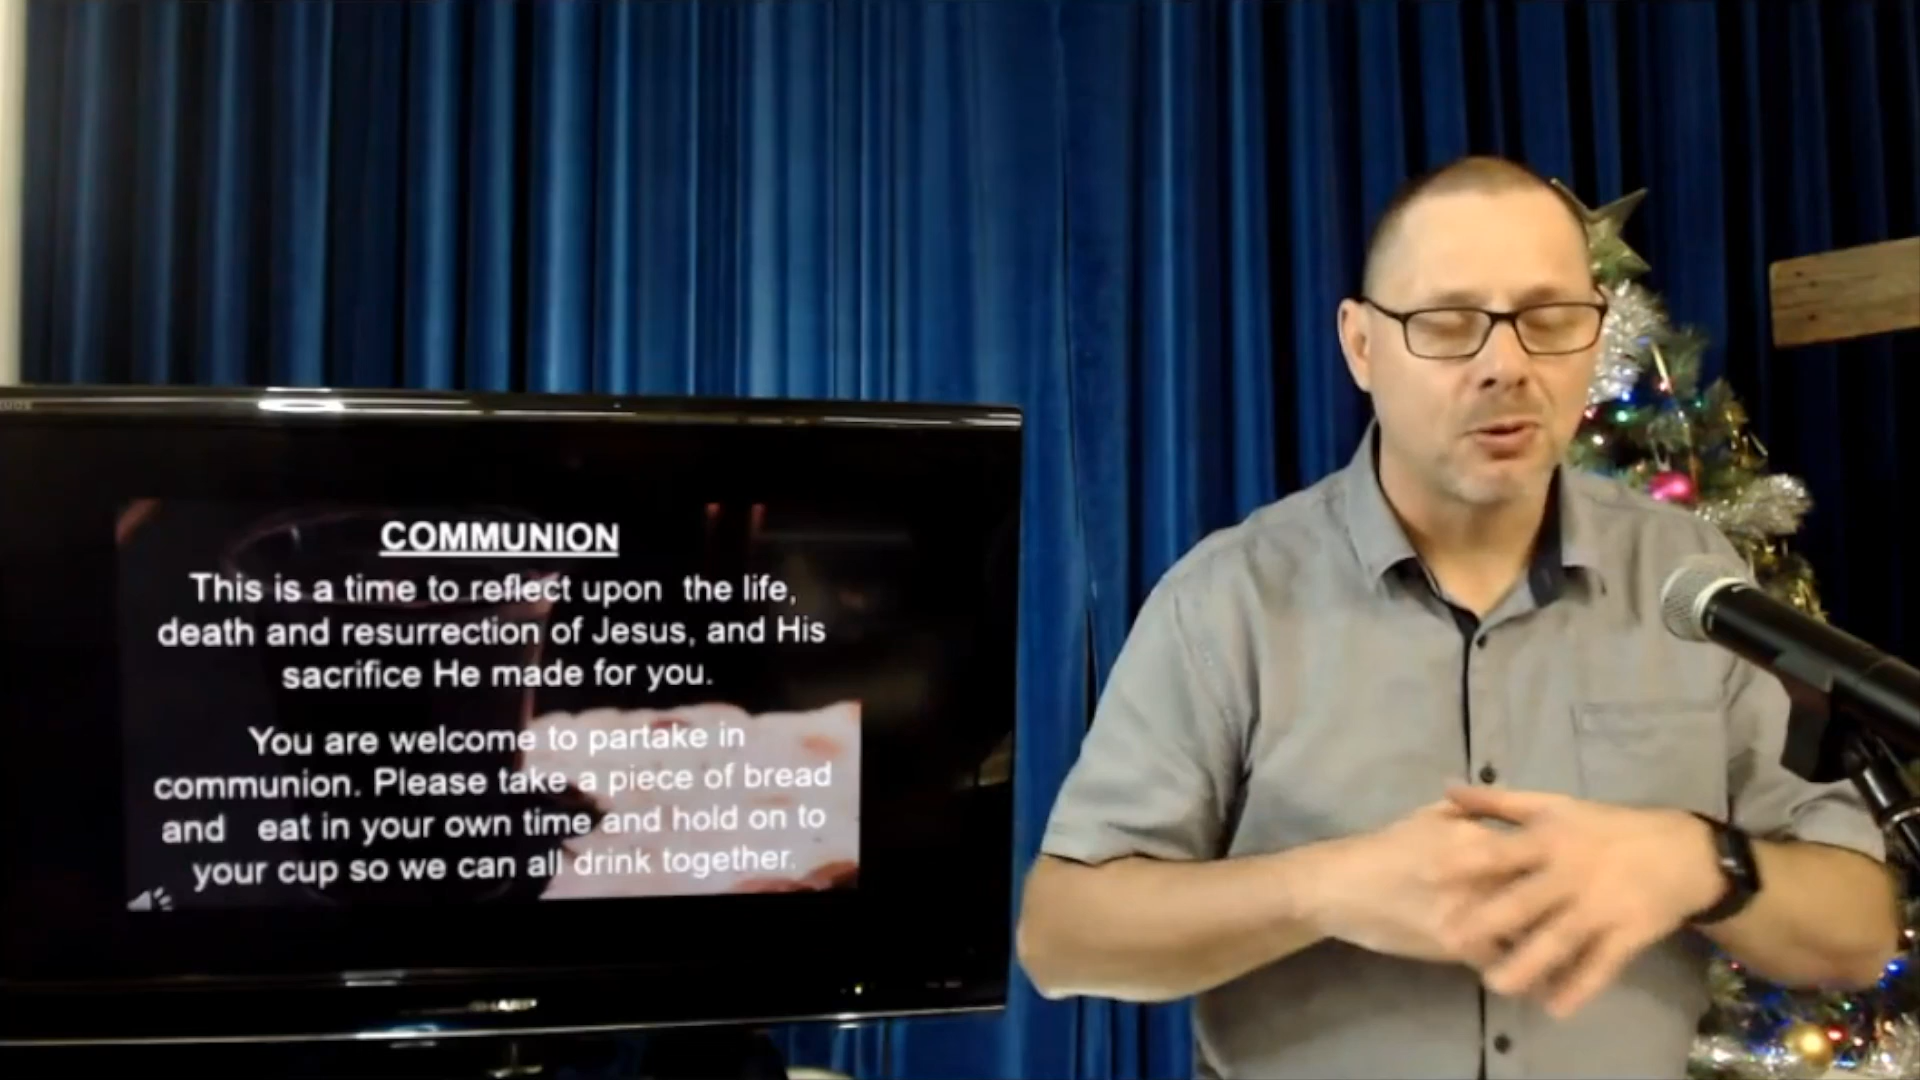 COMMUNION
This is a time to reflect upon the life,
death and resurrection of Jesus, and His
sacrifice He made for you.
You are welcome to partake in
communion. Please take a piece of bread
and eat in your own time and hold on to
your cup so we can all drink together.
SHARP